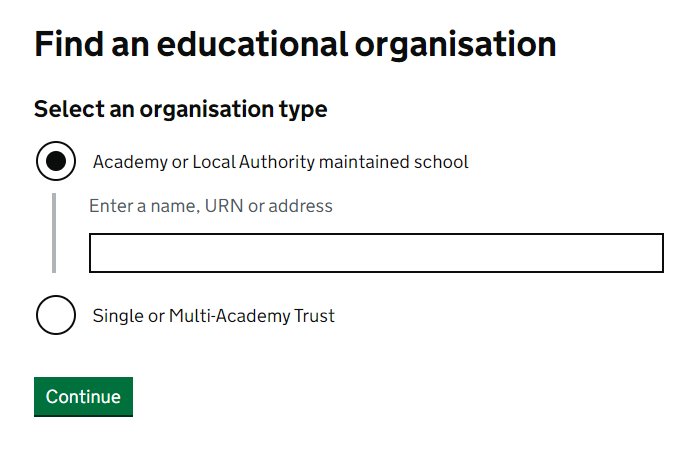 Find an educational organisation
Select an organisation type
Academy or Local Authority maintained school
Enter a name, URN or address
Single or Multi-Academy Trust
Continue